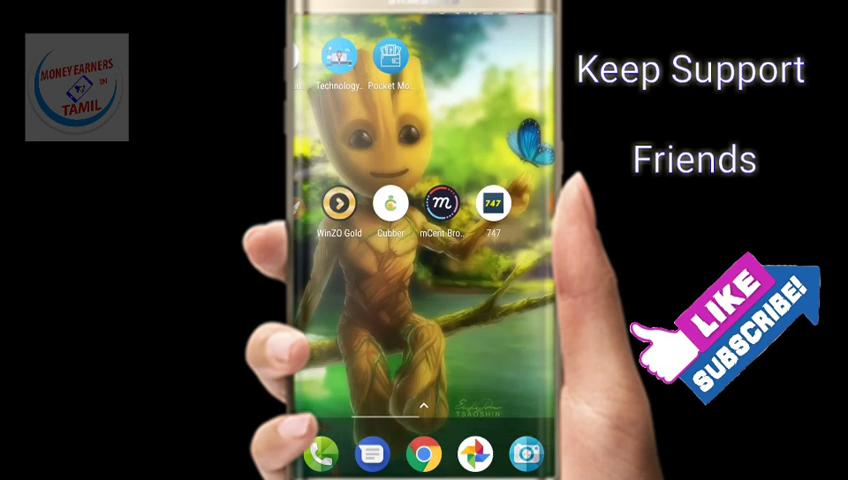 MONEY EARNERS
IN
TAMIL
Keep Support
Friends
Technology..
Pocket Mo..
WinZO Gold
Cubber
mCent Bro..
747
747
TSAOSHIN
LIKE
SUBSCRIBE!